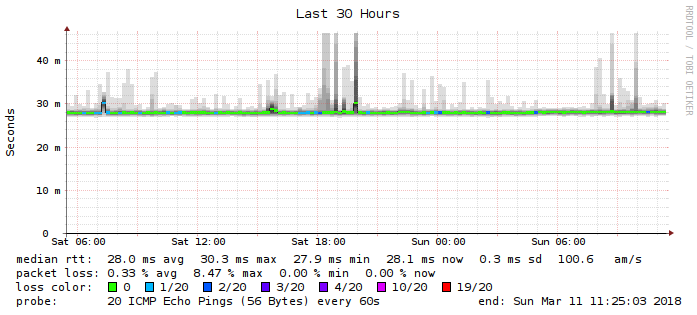 Last 30 Hours
RRDTOOL / TOBI OETIKER
Seconds
40 m
30 m
20 m
10 m
0
Sat 06:00 Sat 12:00 Sat 18:00 Sun 00:00 Sun 06:00
median rtt: 28.0 ms avg 30.3 ms max 27.9 ms min 28.1 ms now 0.3 ms sd 100.6 am/s
packet loss: 0.33 % avg 8.47 % max 0.00 % min 0.00 % now
loss color: 0 1/20 2/20 3/20 4/20 10/20 19/20
probe: 20 ICMP Echo Pings (56 Bytes) every 60s end: Sun Mar 11 11:25:03 2018